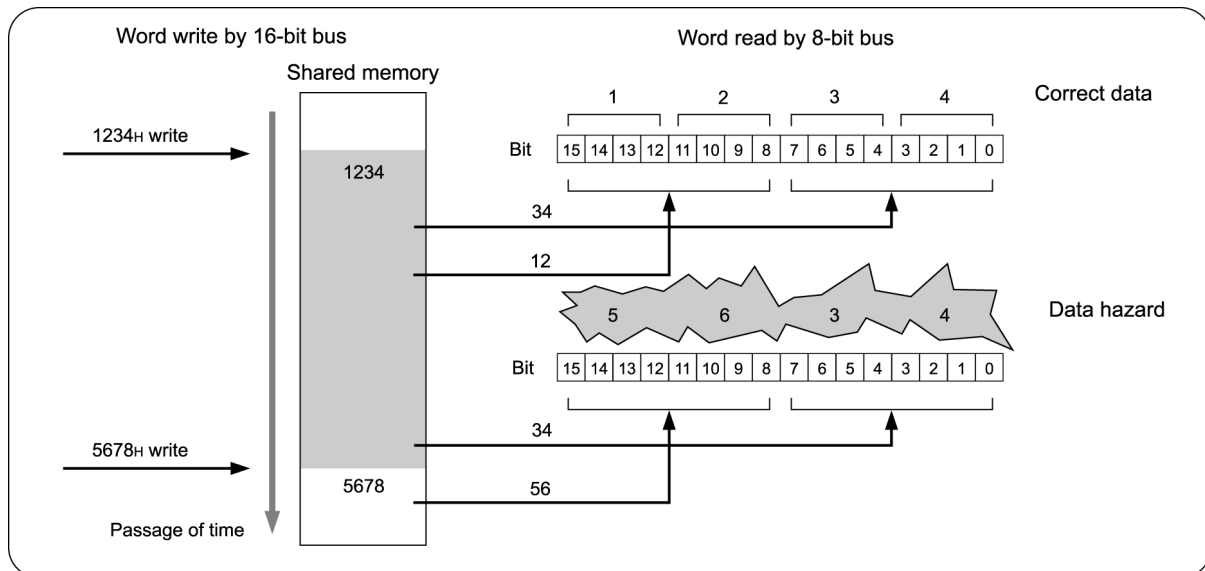 Word write by 16-bit bus
Word read by 8-bit bus
Shared memory
1 2 3 4 Correct data
1234H write
Bit 15 14 13 12 11 10 9 8 7 6 5 4 3 2 1 0
1234
34
12
5 6 3 4 Data hazard
Bit 15 14 13 12 11 10 9 8 7 6 5 4 3 2 1 0
34
5678H write
5678 56
Passage of time